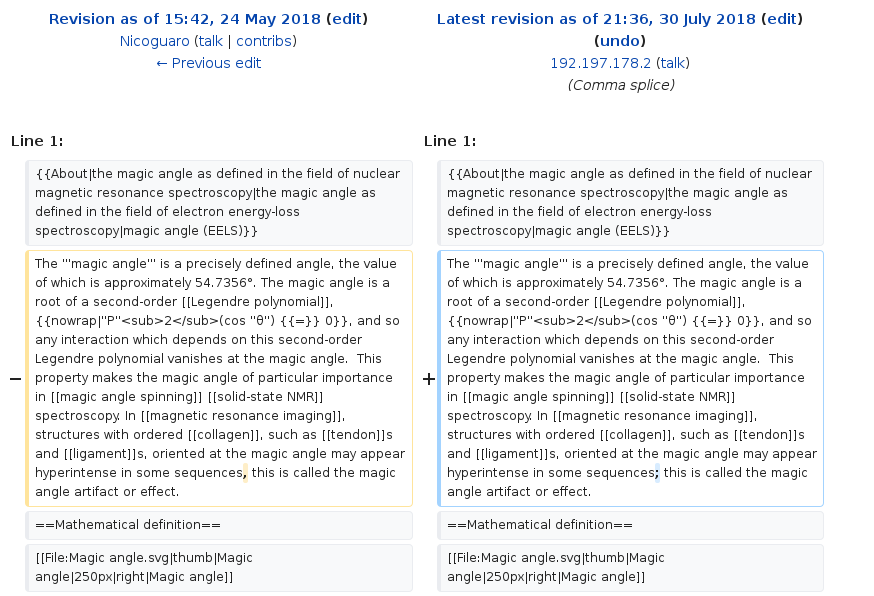 Revision as of 15:42, 24 May 2018 (edit)
Nicoguaro (talk | contribs)
← Previous edit
Latest revision as of 21:36, 30 July 2018 (edit)
(undo)
192.197.178.2 (talk)
(Comma splice)
Line 1:
Line 1:
{{About|the magic angle as defined in the field of nuclear
magnetic resonance spectroscopy|the magic angle as
defined in the field of electron energy-loss
spectroscopy|magic angle (EELS)}}
{{About|the magic angle as defined in the field of nuclear
magnetic resonance spectroscopy|the magic angle as
defined in the field of electron energy-loss
spectroscopy|magic angle (EELS)}}
−
The '''magic angle''' is a precisely defined angle, the value
of which is approximately 54.7356°. The magic angle is a
root of a second-order [[Legendre polynomial]],
{{nowrap|''P''<sub>2</sub>(cos ''θ'') {{=}} 0}}, and so
any interaction which depends on this second-order
Legendre polynomial vanishes at the magic angle.  This
property makes the magic angle of particular importance
in [[magic angle spinning]] [[solid-state NMR]]
spectroscopy. In [[magnetic resonance imaging]],
structures with ordered [[collagen]], such as [[tendon]]s
and [[ligament]]s, oriented at the magic angle may appear
hyperintense in some sequences, this is called the magic
angle artifact or effect.
+
The '''magic angle''' is a precisely defined angle, the value
of which is approximately 54.7356°. The magic angle is a
root of a second-order [[Legendre polynomial]],
{{nowrap|''P''<sub>2</sub>(cos ''θ'') {{=}} 0}}, and so
any interaction which depends on this second-order
Legendre polynomial vanishes at the magic angle.  This
property makes the magic angle of particular importance
in [[magic angle spinning]] [[solid-state NMR]]
spectroscopy. In [[magnetic resonance imaging]],
structures with ordered [[collagen]], such as [[tendon]]s
and [[ligament]]s, oriented at the magic angle may appear
hyperintense in some sequences; this is called the magic
angle artifact or effect.
==Mathematical definition==
==Mathematical definition==
[[File:Magic angle.svg|thumb|Magic
angle|250px|right|Magic angle]]
[[File:Magic angle.svg|thumb|Magic
angle|250px|right|Magic angle]]